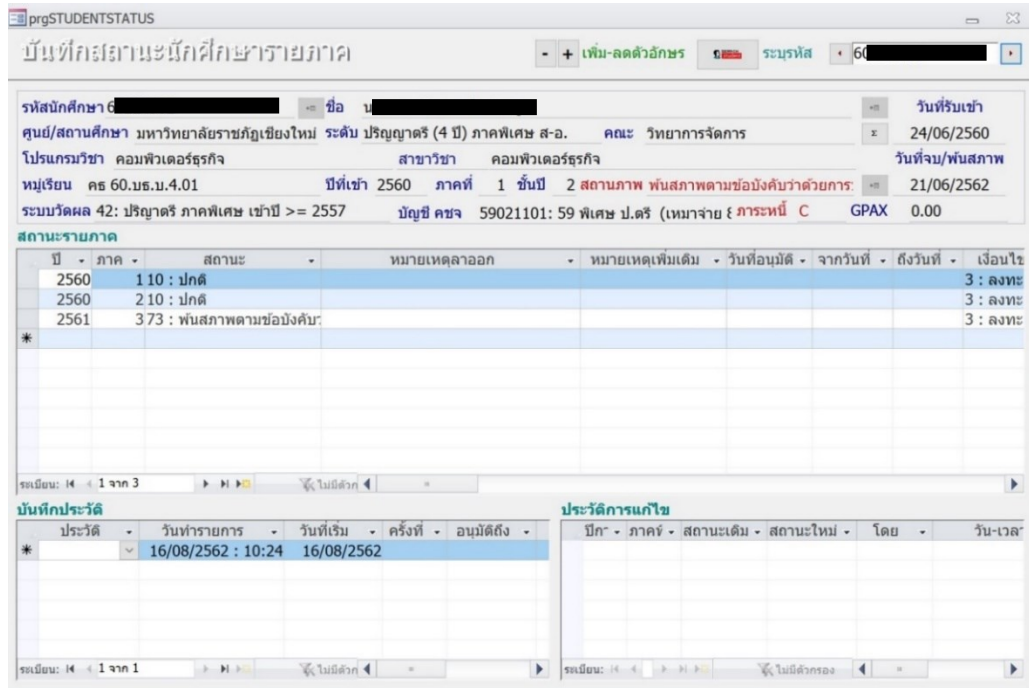 prgSTUDENTSTATUS
บันทึกสถานะนักศึกษารายภาค - + เพิ่ม-ลดตัวอักษร ระบุรหัส 60
รหัสนักศึกษา 6 ชื่อ น วันที่รับเข้า
ศูนย์/สถานศึกษา มหาวิทยาลัยราชภัฏเชียงใหม่ ระดับ ปริญญาตรี (4 ปี) ภาคพิเศษ ส-อ. คณะ วิทยาการจัดการ Σ 24/06/2560
โปรแกรมวิชา คอมพิวเตอร์ธุรกิจ สาขาวิชา คอมพิวเตอร์ธุรกิจ วันที่จบ/พ้นสภาพ
หมู่เรียน คธ 60.บธ.บ.4.01 ปีที่เข้า 2560 ภาคที่ 1 ชั้นปี 2 สถานภาพ พ้นสภาพตามข้อบังคับว่าด้วยการ 21/06/2562
ระบบวัดผล 42: ปริญาตรี ภาคพิเศษ เข้าปี >= 2557 บัญชี คชจ 59021101: 59 พิเศษ ป.ตรี (เหมาจ่าย 8 ภาระหนี้ C GPAX 0.00
สถานะรายภาค
ปี ภาค สถานะ หมายเหตุลาออก หมายเหตุเพิ่มเติม วันที่อนุมัติ จากวันที่ ถึงวันที่ เงื่อนไข
2560 1 10 : ปกติ 3 : ลงทะ
2560 2 10 : ปกติ 3 : ลงทะ
2561 3 73 : พ้นสภาพตามข้อบังคับว 3 : ลงทะ
*
ระเบียน: 1 จาก 3 ไม่มีตัวก
บันทึกประวัติ ประวัติการแก้ไข
ประวัติ วันทำรายการ วันที่เริ่ม ครั้งที่ อนุมัติถึง ปีกา ภาคที่ สถานะเดิม สถานะใหม่ โดย วัน-เวลา
* 16/08/2562 : 10:24 16/08/2562
ระเบียน: 1 จาก 1 ไม่มีตัวก ระเบียน: ไม่มีตัวกรอง